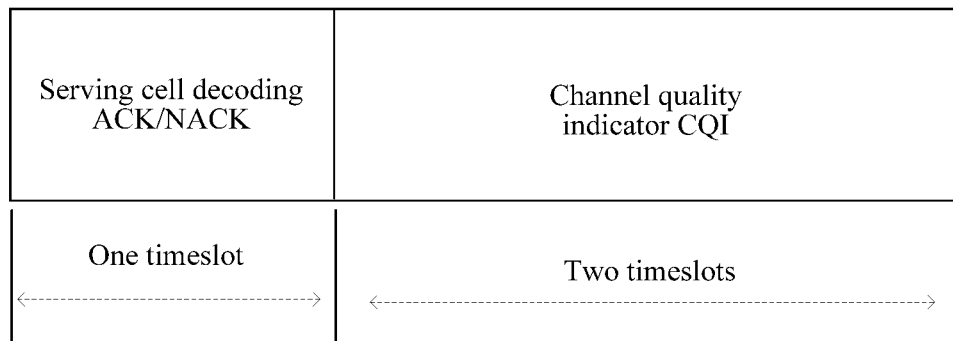 Serving cell decoding
ACK/NACK
Channel quality
indicator CQI
One timeslot
Two timeslots